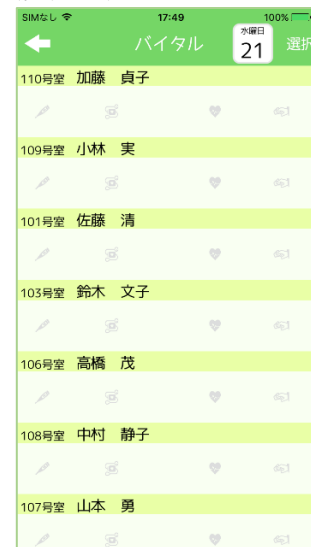 SIMなし 17:49 100%
バイタル 水曜日 21 選択
110号室 加藤 貞子
109号室 小林 実
101号室 佐藤 清
103号室 鈴木 文子
106号室 高橋 茂
108号室 中村 静子
107号室 山本 勇